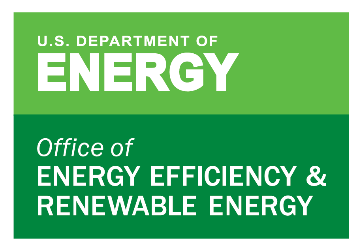 U.S. DEPARTMENT OF
ENERGY
Office of
ENERGY EFFICIENCY &
RENEWABLE ENERGY